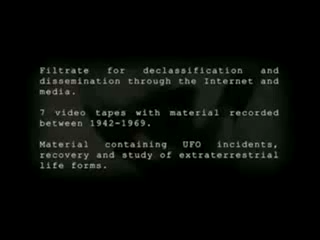 Filtrate for declassification and
dissemination through the Internet and
media.
7 video tapes with material recorded
between 1942-1969.
Material containing UFO incidents,
recovery and study of extraterrestrial
life forms.